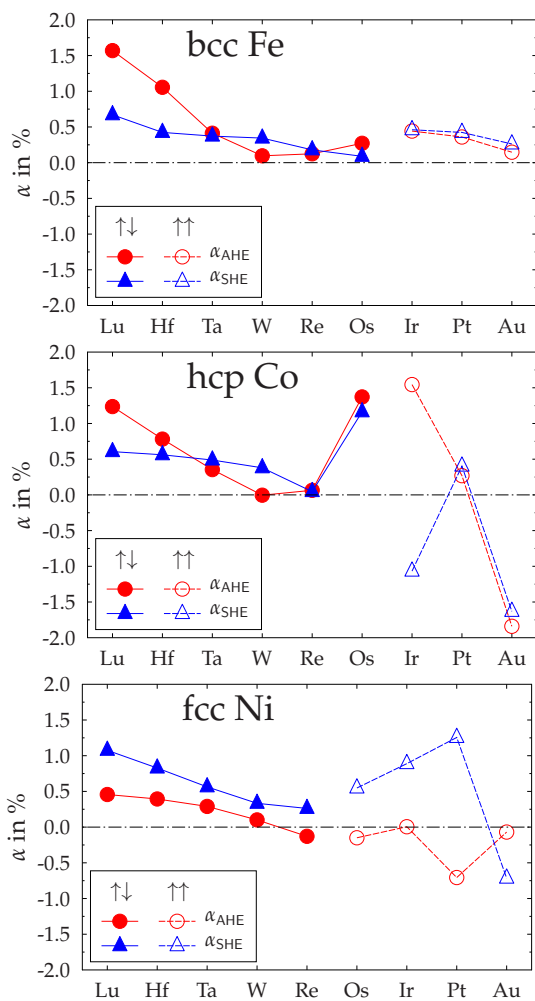 bcc Fe
2.0
1.5
1.0
0.5
0.0
-0.5
-1.0
-1.5
-2.0
α in %
↑↓ ↑↑
αAHE
αSHE
Lu Hf Ta W Re Os Ir Pt Au
hcp Co
2.0
1.5
1.0
0.5
0.0
-0.5
-1.0
-1.5
-2.0
α in %
↑↓ ↑↑
αAHE
αSHE
Lu Hf Ta W Re Os Ir Pt Au
fcc Ni
2.0
1.5
1.0
0.5
0.0
-0.5
-1.0
-1.5
-2.0
α in %
↑↓ ↑↑
αAHE
αSHE
Lu Hf Ta W Re Os Ir Pt Au